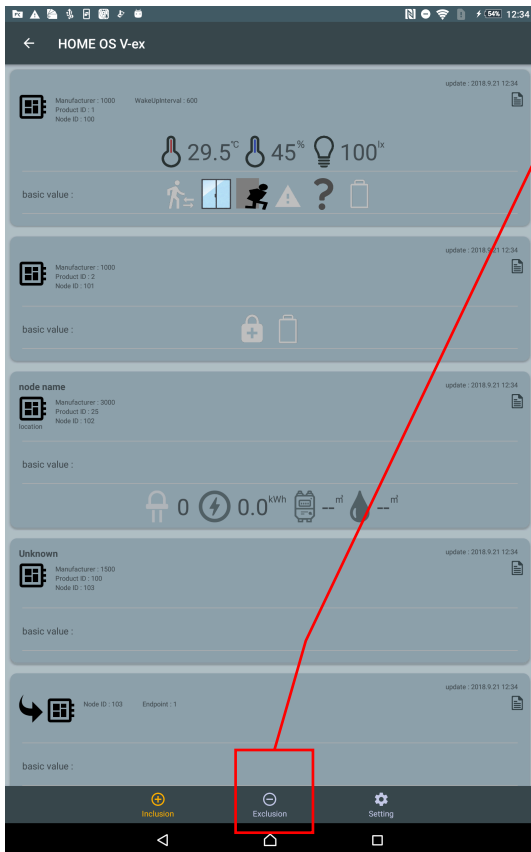 54% 12:34
HOME OS V-ex
update : 2018.9.21 12:34
Manufacturer : 1000 WakeUpInterval : 600
Product ID : 1
Node ID : 100
29.5℃ 45% 100lx
basic value :
update : 2018.9.21 12:34
Manufacturer : 1000
Product ID : 2
Node ID : 101
basic value :
node name
update : 2018.9.21 12:34
Manufacturer : 3000
Product ID : 25
Node ID : 102
location
basic value :
0 0.0kWh --㎥ --㎥
Unknown
update : 2018.9.21 12:34
Manufacturer : 1500
Product ID : 100
Node ID : 103
basic value :
update : 2018.9.21 12:34
Node ID : 103 Endpoint : 1
basic value :
Inclusion Exclusion Setting